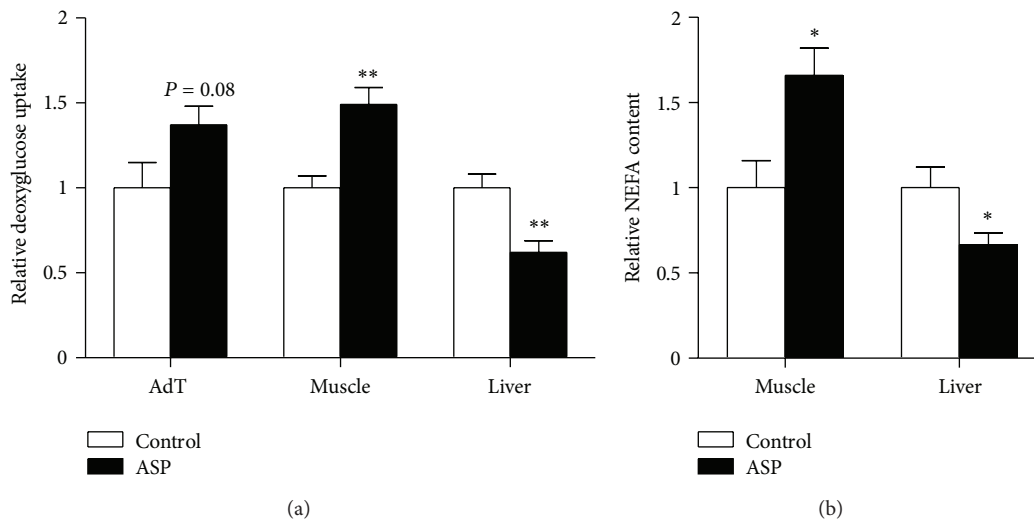 2
1.5
1
0.5
0
Relative deoxyglucose uptake
P = 0.08
**
**
AdT
Muscle
Liver
Control
ASP
(a)
2
1.5
1
0.5
0
Relative NEFA content
*
*
Muscle
Liver
Control
ASP
(b)